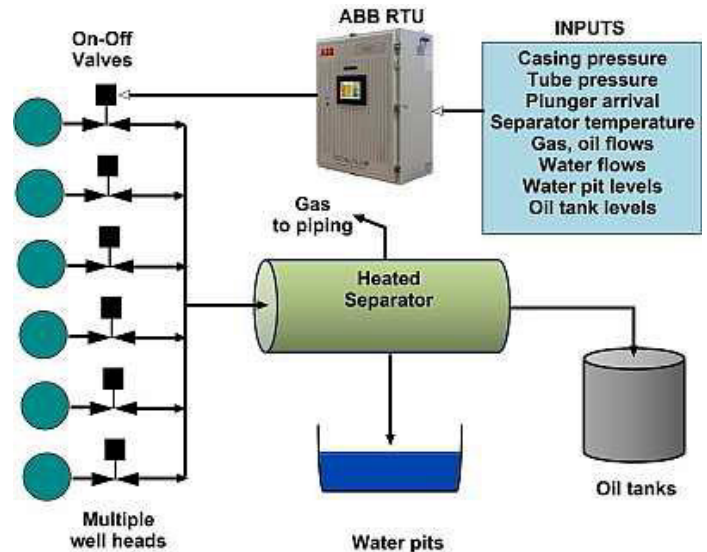 ABB RTU
INPUTS
On-Off
Valves
ABB
Casing pressure
Tube pressure
Plunger arrival
Separator temperature
Gas, oil flows
Water flows
Water pit levels
Oil tank levels
Gas
to piping
Heated
Separator
Multiple
well heads
Water pits
Oil tanks